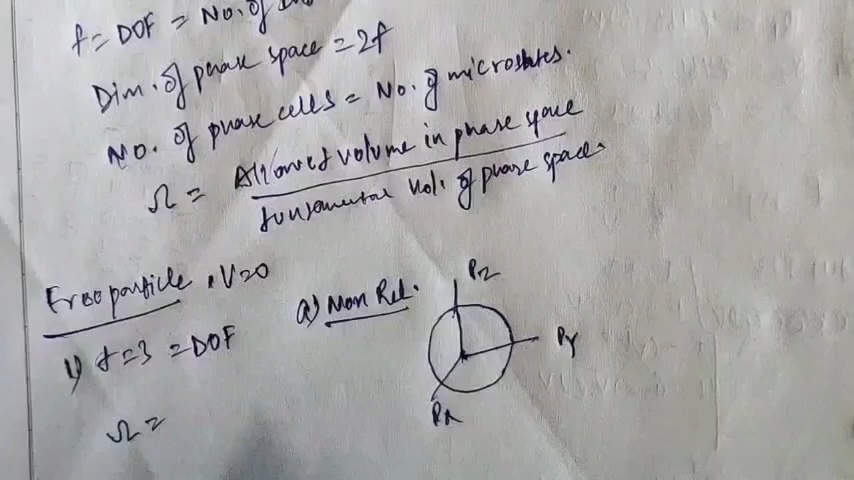 f = DOF = No. of
Dim. of phase space = 2f
No. of phase cells = No. of microstates.
Ω = Allowed volume in phase space
fundamental Vol. of phase space.
Free particle, V=0
a) Non Rel.
1) f=3 = DOF
Pz
Py
Px
Ω =